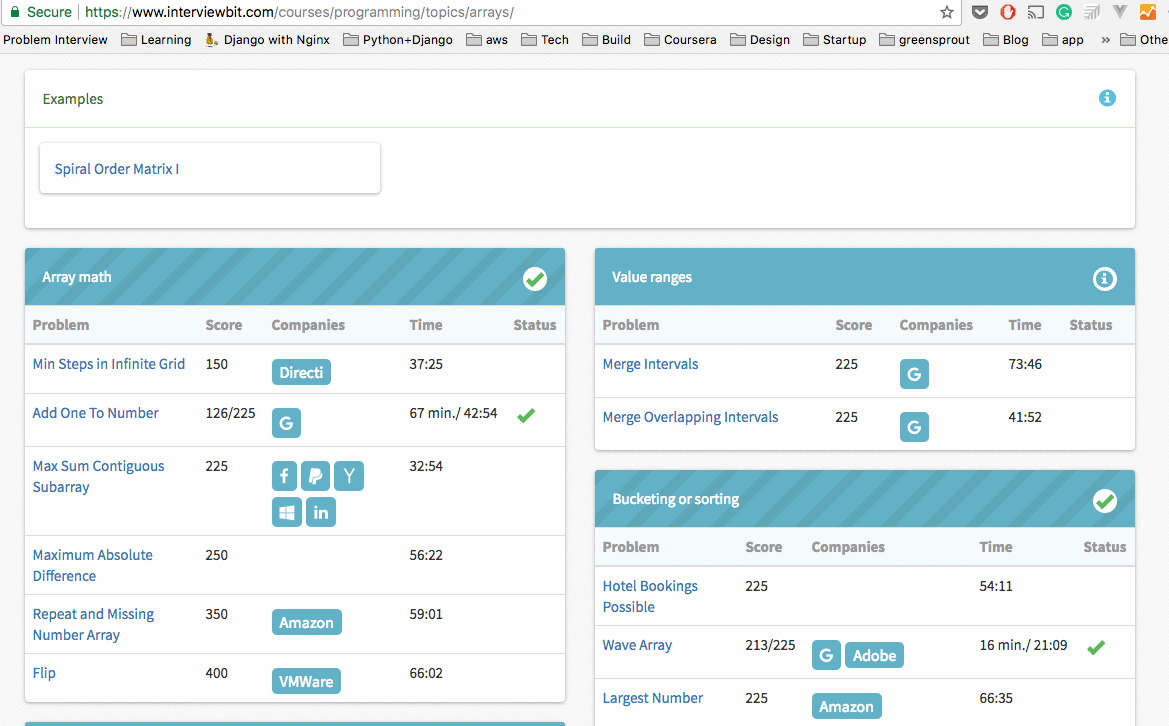 Secure https://www.interviewbit.com/courses/programming/topics/arrays/
Problem Interview Learning Django with Nginx Python+Django aws Tech Build Coursera Design Startup greensprout Blog app » Othe
Examples
Spiral Order Matrix I
Array math
Problem Score Companies Time Status
Min Steps in Infinite Grid 150 Directi 37:25
Add One To Number 126/225 G 67 min./ 42:54
Max Sum Contiguous 225 f P Y 32:54
Subarray in
Maximum Absolute 250 56:22
Difference
Repeat and Missing 350 Amazon 59:01
Number Array
Flip 400 VMWare 66:02
Value ranges
Problem Score Companies Time Status
Merge Intervals 225 G 73:46
Merge Overlapping Intervals 225 G 41:52
Bucketing or sorting
Problem Score Companies Time Status
Hotel Bookings 225 54:11
Possible
Wave Array 213/225 G Adobe 16 min./ 21:09
Largest Number 225 Amazon 66:35